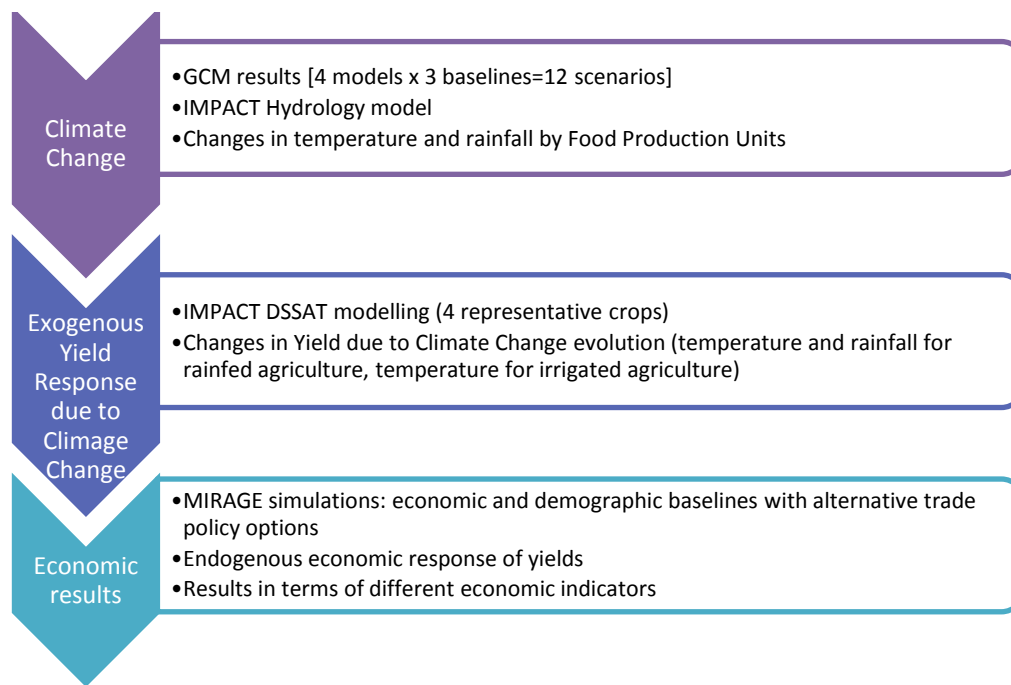 Climate
Change
•GCM results [4 models x 3 baselines=12 scenarios]
•IMPACT Hydrology model
•Changes in temperature and rainfall by Food Production Units
Exogenous
Yield
Response
due to
Climage
Change
•IMPACT DSSAT modelling (4 representative crops)
•Changes in Yield due to Climate Change evolution (temperature and rainfall for
rainfed agriculture, temperature for irrigated agriculture)
Economic
results
•MIRAGE simulations: economic and demographic baselines with alternative trade
policy options
•Endogenous economic response of yields
•Results in terms of different economic indicators